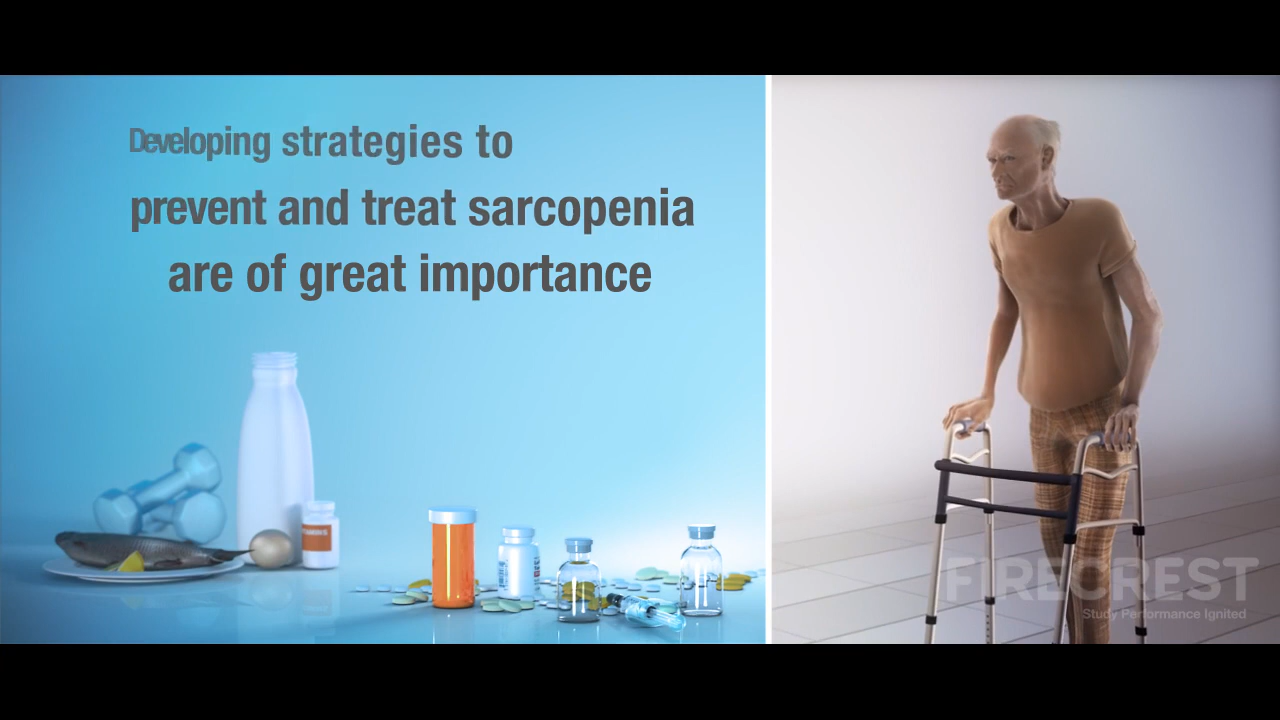 Developing strategies to
prevent and treat sarcopenia
are of great importance
FIRECREST
Study Performance Ignited